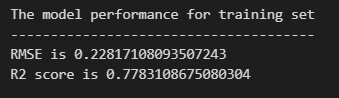 The model performance for training set
--------------------------------------
RMSE is 0.22817108093507243
R2 score is 0.7783108675080304